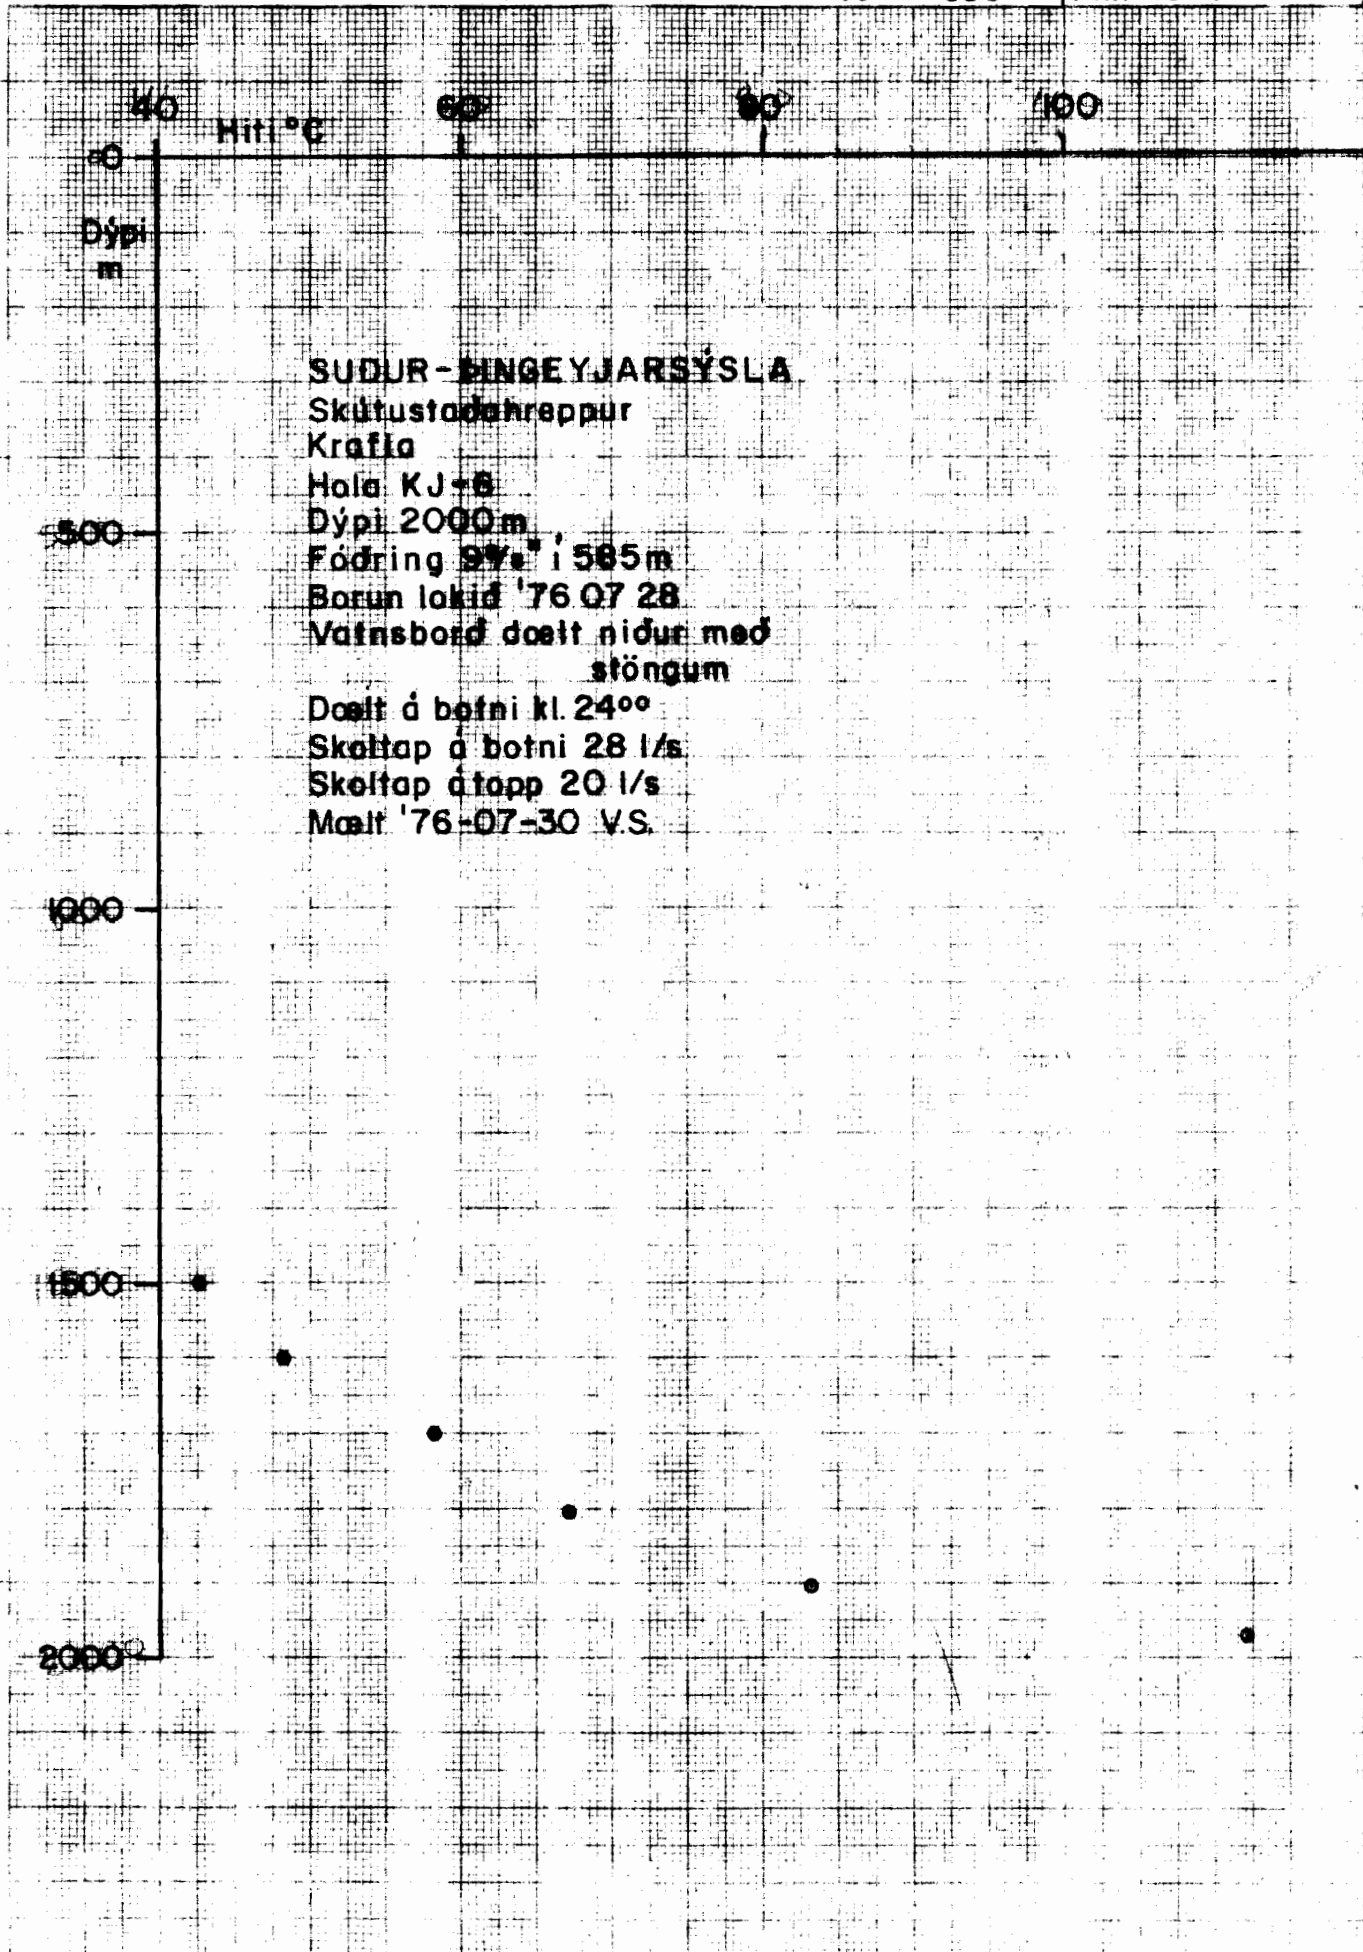 40 60 80 100
Hiti °C
0
Dýpi
m
SUÐUR-ÞINGEYJARSÝSLA
Skútustaðahreppur
Krafla
Hola KJ-6
500
Dýpi 2000m
Fóðring 9⅝" í 585m
Borun lokið '76 07 28
Vatnsborð dælt niður með
stöngum
Dælt á botni kl. 24⁰⁰
Skoltap á botni 28 l/s
Skoltap á topp 20 l/s
Mælt '76-07-30 V.S.
1000
1500
2000